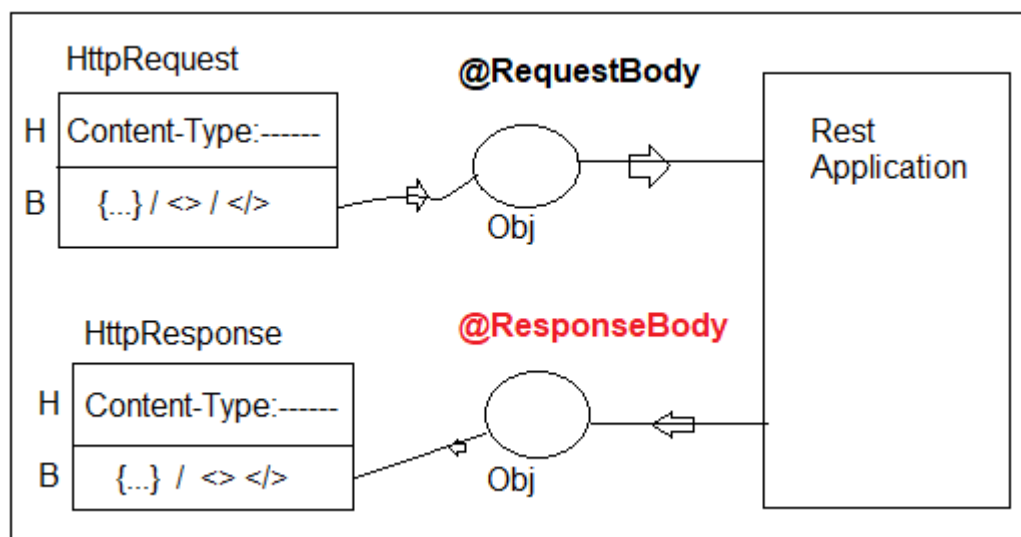 HttpRequest
@RequestBody
H Content-Type:------
B {...} / <> / </>
Obj
Rest
Application
HttpResponse
@ResponseBody
H Content-Type:------
B {...} / <> </>
Obj